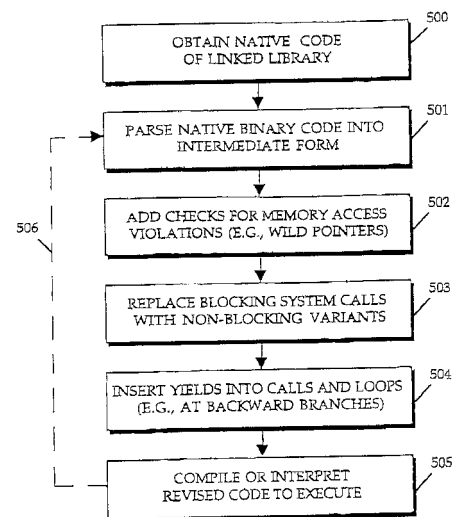 500
OBTAIN NATIVE CODE
OF LINKED LIBRARY
501
PARSE NATIVE BINARY CODE INTO
INTERMEDIATE FORM
506
502
ADD CHECKS FOR MEMORY ACCESS
VIOLATIONS (E.G., WILD POINTERS)
503
REPLACE BLOCKING SYSTEM CALLS
WITH NON-BLOCKING VARIANTS
504
INSERT YIELDS INTO CALLS AND LOOPS
(E.G., AT BACKWARD BRANCHES)
505
COMPILE OR INTERPRET
REVISED CODE TO EXECUTE